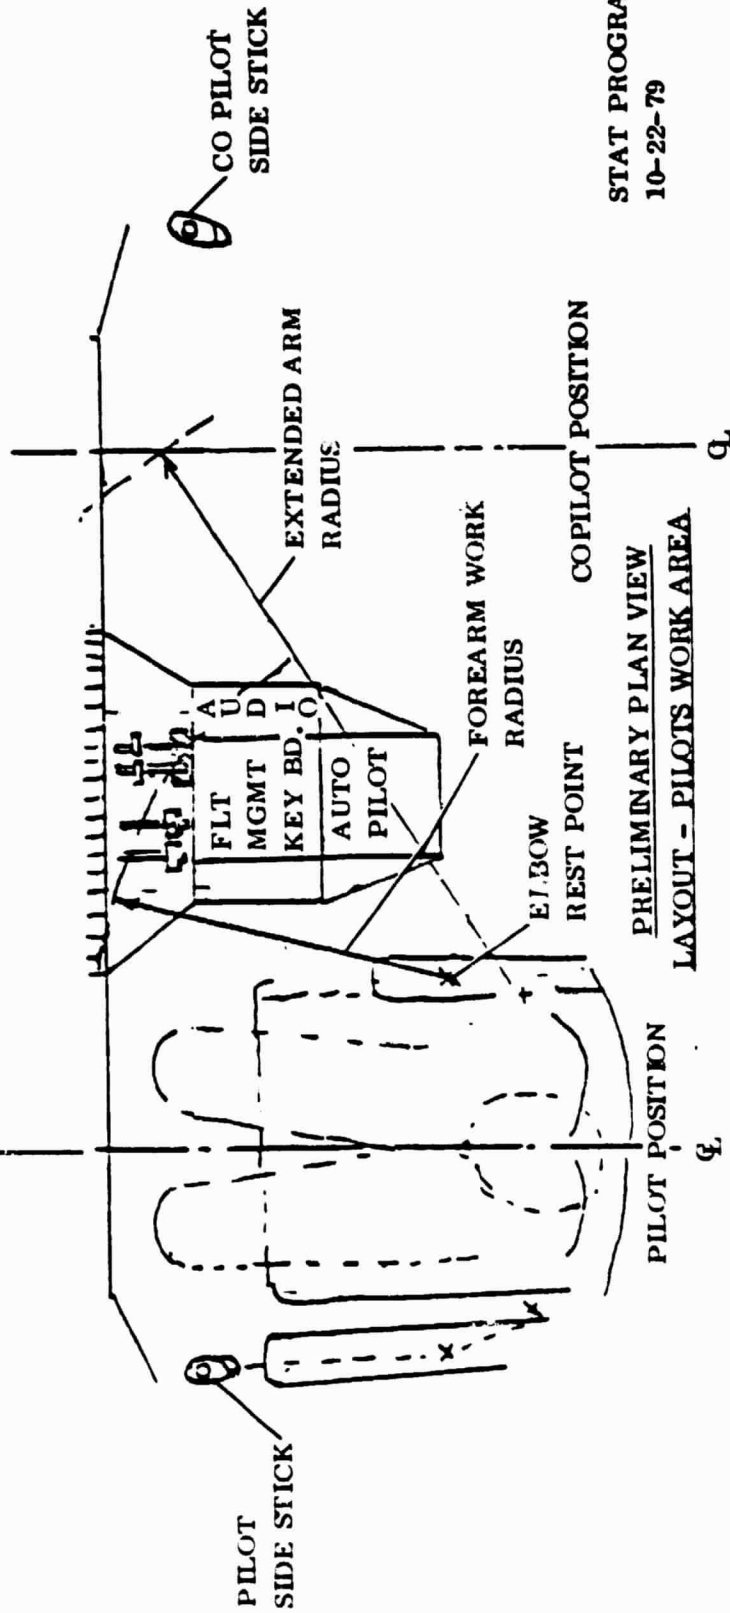 PILOT
SIDE STICK
CO PILOT
SIDE STICK
EXTENDED ARM
RADIUS
FLT
MGMT
KEY BD.
AUDIO
AUTO
PILOT
FOREARM WORK
RADIUS
ELBOW
REST POINT
PILOT POSITION
COPILOT POSITION
℄
℄
PRELIMINARY PLAN VIEW
LAYOUT - PILOTS WORK AREA
STAT PROGRA
10-22-79